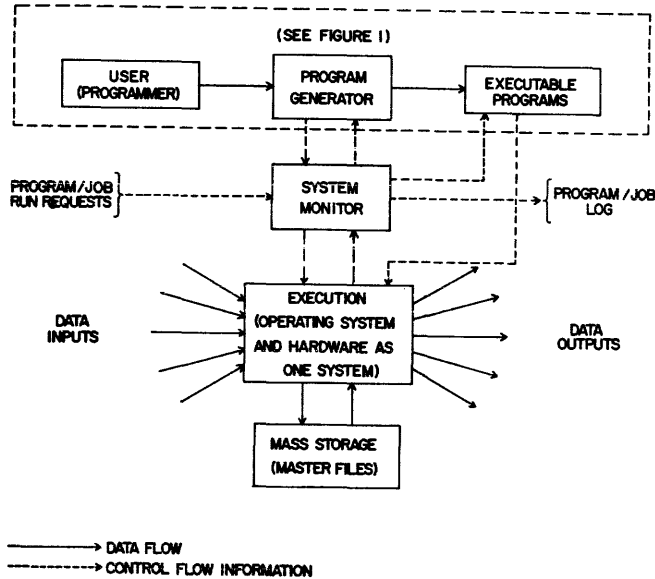 (SEE FIGURE 1)
USER
(PROGRAMMER)
PROGRAM
GENERATOR
EXECUTABLE
PROGRAMS
PROGRAM/JOB
RUN REQUESTS
SYSTEM
MONITOR
PROGRAM/JOB
LOG
DATA
INPUTS
EXECUTION
(OPERATING SYSTEM
AND HARDWARE AS
ONE SYSTEM)
DATA
OUTPUTS
MASS STORAGE
(MASTER FILES)
DATA FLOW
CONTROL FLOW INFORMATION